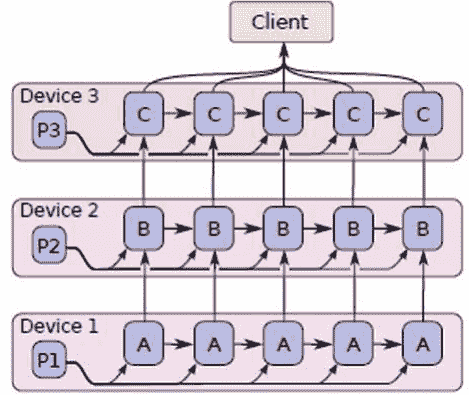 Client
Device 3
P3 C C C C C
Device 2
P2 B B B B B
Device 1
P1 A A A A A